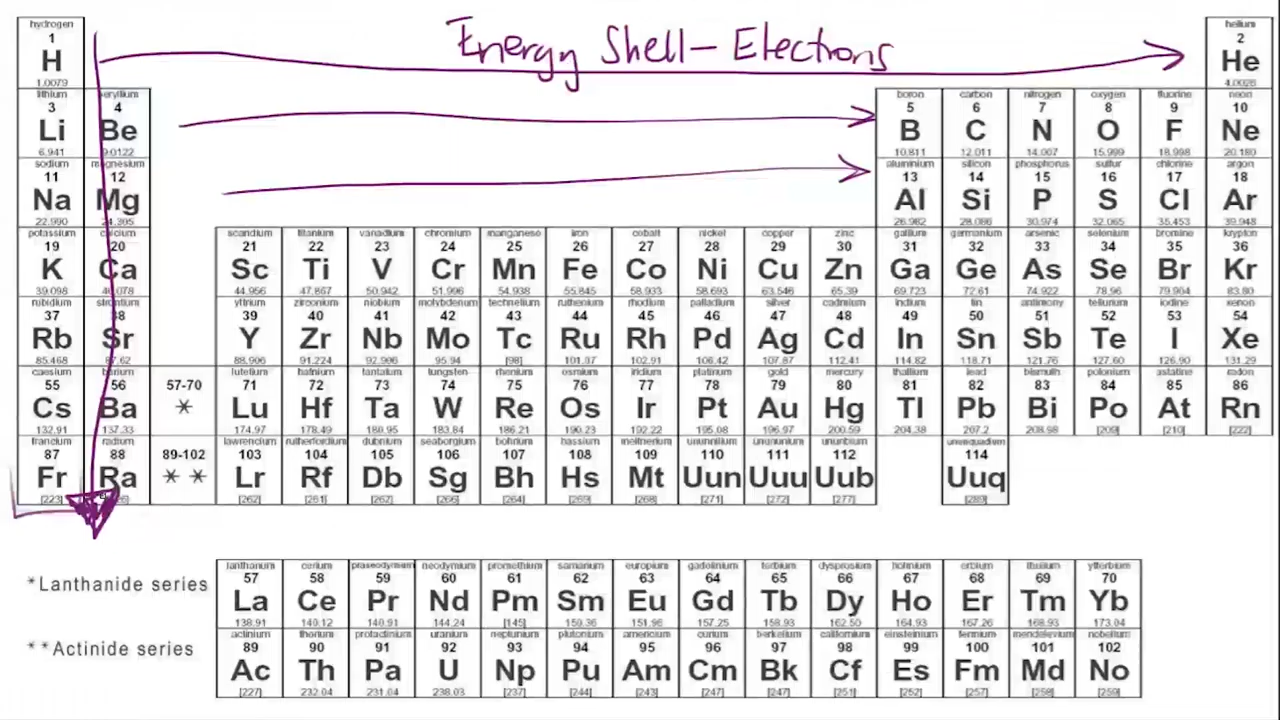 Energy Shell- Electrons
hydrogen helium
1 2
H He
1.0079 4.0026
lithium beryllium boron carbon nitrogen oxygen fluorine neon
3 4 5 6 7 8 9 10
Li Be B C N O F Ne
6.941 9.0122 10.811 12.011 14.007 15.999 18.998 20.180
sodium magnesium aluminium silicon phosphorus sulfur chlorine argon
11 12 13 14 15 16 17 18
Na Mg Al Si P S Cl Ar
22.990 24.305 26.982 28.086 30.974 32.065 35.453 39.948
potassium calcium scandium titanium vanadium chromium manganese iron cobalt nickel copper zinc gallium germanium arsenic selenium bromine krypton
19 20 21 22 23 24 25 26 27 28 29 30 31 32 33 34 35 36
K Ca Sc Ti V Cr Mn Fe Co Ni Cu Zn Ga Ge As Se Br Kr
39.098 40.078 44.956 47.867 50.942 51.996 54.938 55.845 58.933 58.693 63.546 65.39 69.723 72.61 74.922 78.96 79.904 83.80
rubidium strontium yttrium zirconium niobium molybdenum technetium ruthenium rhodium palladium silver cadmium indium tin antimony tellurium iodine xenon
37 38 39 40 41 42 43 44 45 46 47 48 49 50 51 52 53 54
Rb Sr Y Zr Nb Mo Tc Ru Rh Pd Ag Cd In Sn Sb Te I Xe
85.468 87.62 88.906 91.224 92.906 95.94 [98] 101.07 102.91 106.42 107.87 112.41 114.82 118.71 121.76 127.60 126.90 131.29
caesium barium lutetium hafnium tantalum tungsten rhenium osmium iridium platinum gold mercury thallium lead bismuth polonium astatine radon
55 56 57-70 71 72 73 74 75 76 77 78 79 80 81 82 83 84 85 86
Cs Ba * Lu Hf Ta W Re Os Ir Pt Au Hg Tl Pb Bi Po At Rn
132.91 137.33 174.97 178.49 180.95 183.84 186.21 190.23 192.22 195.08 196.97 200.59 204.38 207.2 208.98 [209] [210] [222]
francium radium lawrencium rutherfordium dubnium seaborgium bohrium hassium meitnerium ununnilium unununium ununbium ununquadium
87 88 89-102 103 104 105 106 107 108 109 110 111 112 114
Fr Ra * * Lr Rf Db Sg Bh Hs Mt Uun Uuu Uub Uuq
[223] [262] [261] [262] [266] [264] [269] [268] [271] [272] [277] [289]
lanthanum cerium praseodymium neodymium promethium samarium europium gadolinium terbium dysprosium holmium erbium thulium ytterbium
57 58 59 60 61 62 63 64 65 66 67 68 69 70
*Lanthanide series La Ce Pr Nd Pm Sm Eu Gd Tb Dy Ho Er Tm Yb
138.91 140.12 140.91 144.24 [145] 150.36 151.96 157.25 158.93 162.50 164.93 167.26 168.93 173.04
actinium thorium protactinium uranium neptunium plutonium americium curium berkelium californium einsteinium fermium mendelevium nobelium
89 90 91 92 93 94 95 96 97 98 99 100 101 102
**Actinide series Ac Th Pa U Np Pu Am Cm Bk Cf Es Fm Md No
[227] 232.04 231.04 238.03 [237] [244] [243] [247] [247] [251] [252] [257] [258] [259]